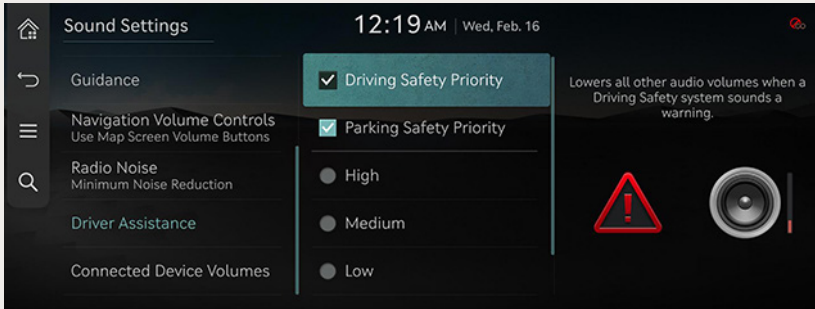 Sound Settings
12:19 AM | Wed, Feb. 16
Guidance
Navigation Volume Controls
Use Map Screen Volume Buttons
Radio Noise
Minimum Noise Reduction
Driver Assistance
Connected Device Volumes
Driving Safety Priority
Parking Safety Priority
High
Medium
Low
Lowers all other audio volumes when a
Driving Safety system sounds a
warning.